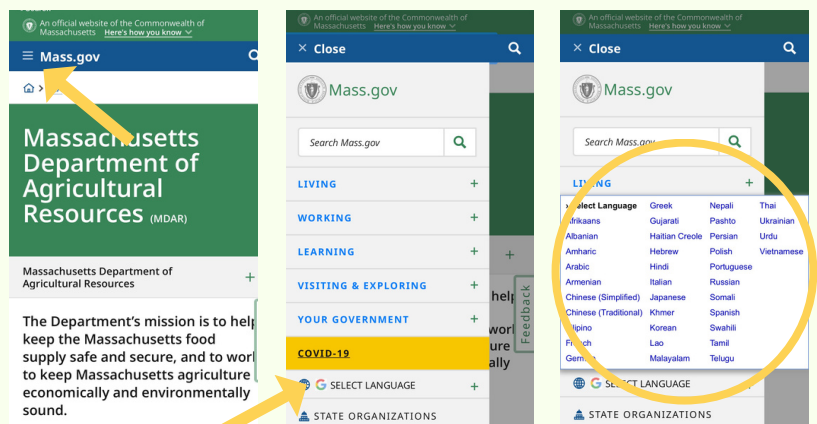 An official website of the Commonwealth of
Massachusetts Here's how you know
Mass.gov
Massachusetts
Department of
Agricultural
Resources (MDAR)
Massachusetts Department of
Agricultural Resources +
The Department's mission is to help
keep the Massachusetts food
supply safe and secure, and to work
to keep Massachusetts agriculture
economically and environmentally
sound.
An official website of the Commonwealth of
Massachusetts Here's how you know
× Close
Mass.gov
Search Mass.gov
LIVING +
WORKING +
LEARNING +
VISITING & EXPLORING +
YOUR GOVERNMENT +
COVID-19
G SELECT LANGUAGE +
STATE ORGANIZATIONS
+
help
Feedback
An official website of the Commonwealth of
Massachusetts Here's how you know
× Close
Mass.gov
Search Mass.gov
LIVING +
› Select Language Greek Nepali Thai
Afrikaans Gujarati Pashto Ukrainian
Albanian Haitian Creole Persian Urdu
Amharic Hebrew Polish Vietnamese
Arabic Hindi Portuguese
Armenian Italian Russian
Chinese (Simplified) Japanese Somali
Chinese (Traditional) Khmer Spanish
Filipino Korean Swahili
French Lao Tamil
German Malayalam Telugu
G SELECT LANGUAGE +
STATE ORGANIZATIONS